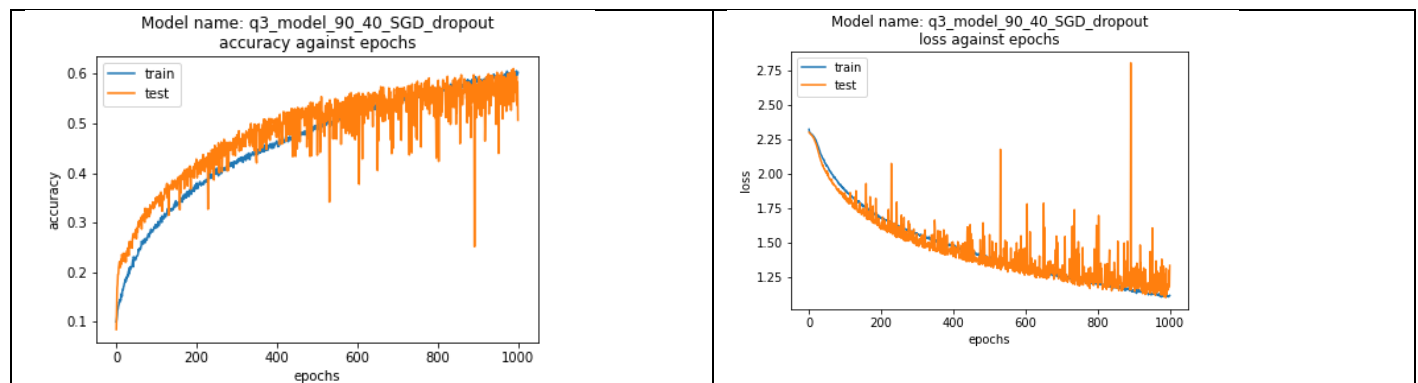 Model name: q3_model_90_40_SGD_dropout
accuracy against epochs
train
test
0.6
0.5
0.4
0.3
0.2
0.1
accuracy
0
200
400
600
800
1000
epochs
Model name: q3_model_90_40_SGD_dropout
loss against epochs
train
test
2.75
2.50
2.25
2.00
1.75
1.50
1.25
loss
0
200
400
600
800
1000
epochs